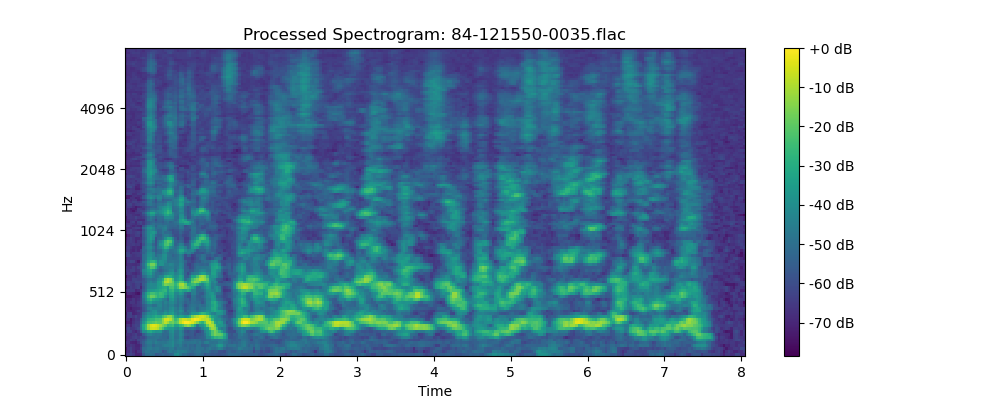 Processed Spectrogram: 84-121550-0035.flac
Hz
4096
2048
1024
512
0
0 1 2 3 4 5 6 7 8
Time
+0 dB
-10 dB
-20 dB
-30 dB
-40 dB
-50 dB
-60 dB
-70 dB